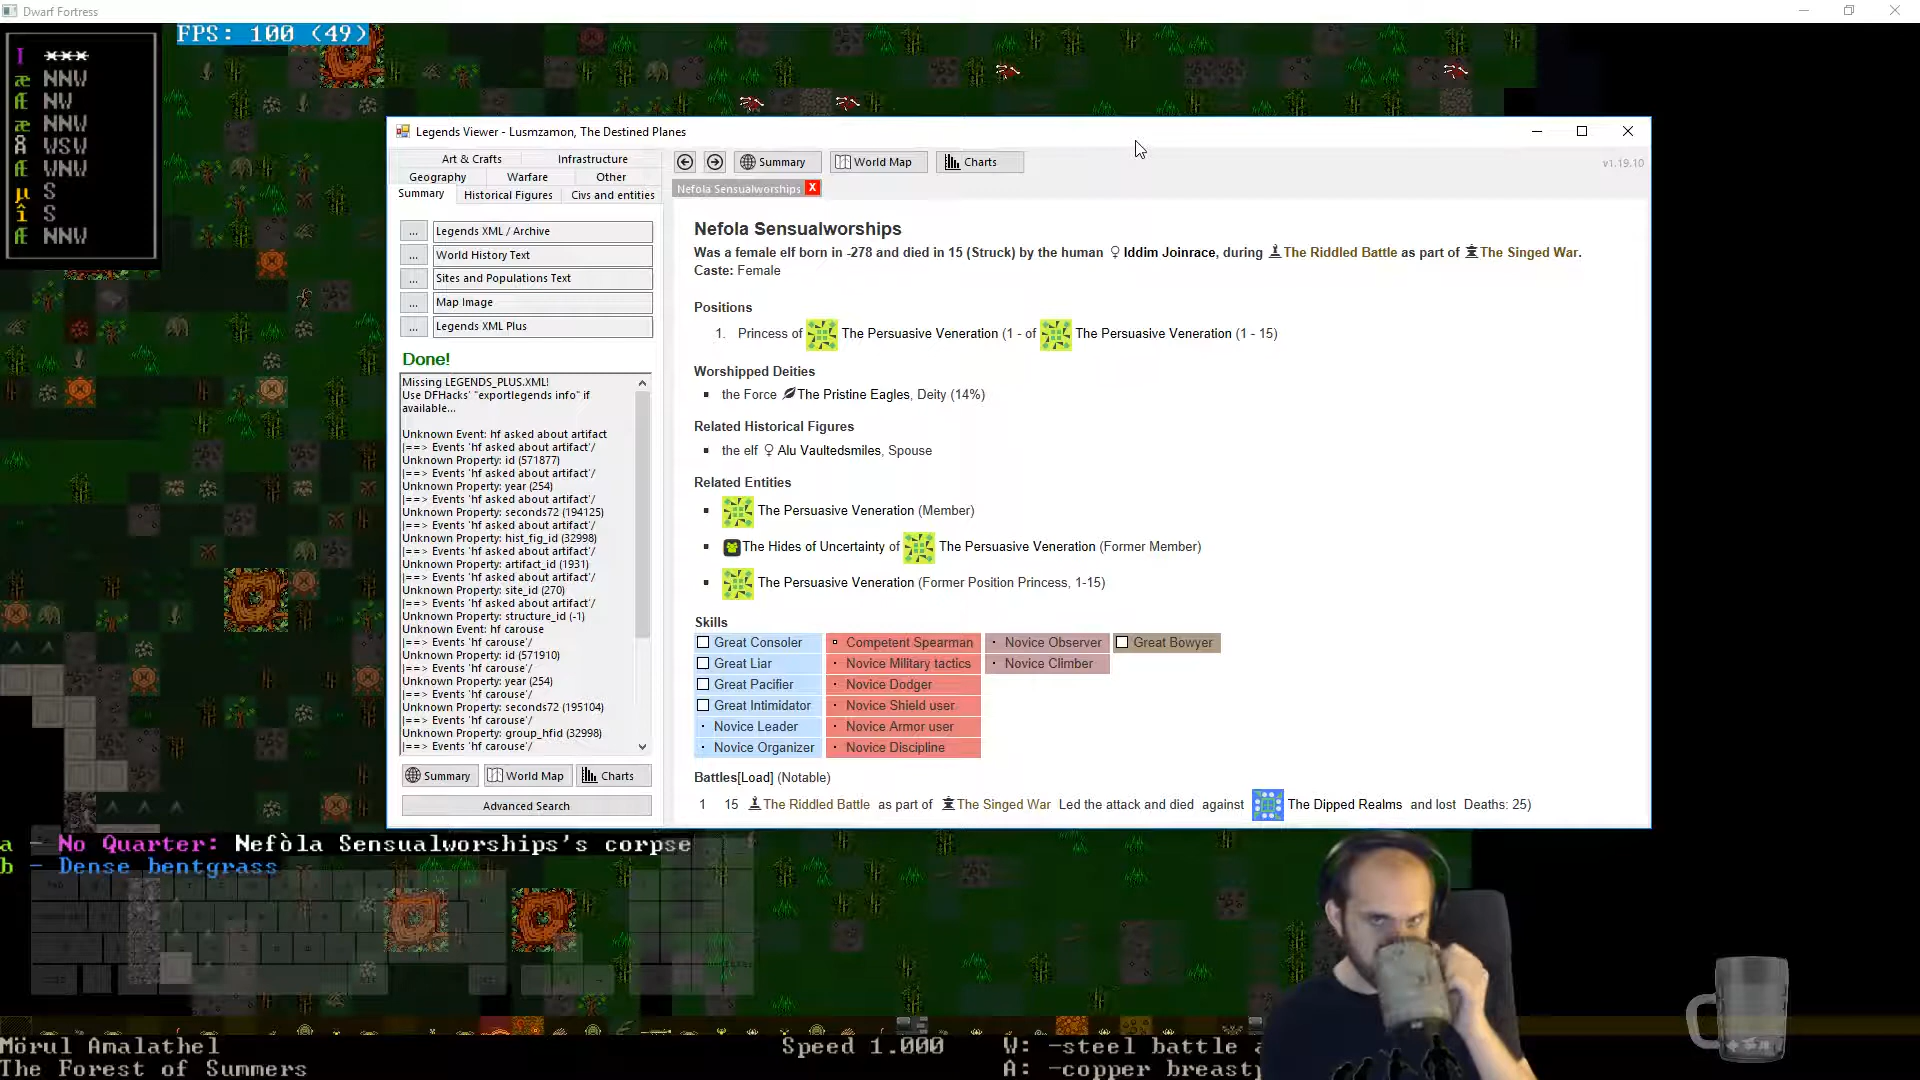 Dwarf Fortress
FPS: 100 (49)
I ***
æ NNW
Æ NW
æ NNW
Å WSW
Æ WNW
µ S
î S
Æ NNW
Legends Viewer - Lusmzamon, The Destined Planes
Art & Crafts Infrastructure
Geography Warfare Other
Summary Historical Figures Civs and entities
... Legends XML / Archive
... World History Text
... Sites and Populations Text
... Map Image
... Legends XML Plus
Done!
Missing LEGENDS_PLUS.XML!
Use DFHacks' "exportlegends info" if
available...
Unknown Event: hf asked about artifact
|==> Events 'hf asked about artifact'/
Unknown Property: id (571877)
|==> Events 'hf asked about artifact'/
Unknown Property: year (254)
|==> Events 'hf asked about artifact'/
Unknown Property: seconds72 (194125)
|==> Events 'hf asked about artifact'/
Unknown Property: hist_fig_id (32998)
|==> Events 'hf asked about artifact'/
Unknown Property: artifact_id (1931)
|==> Events 'hf asked about artifact'/
Unknown Property: site_id (270)
|==> Events 'hf asked about artifact'/
Unknown Property: structure_id (-1)
Unknown Event: hf carouse
|==> Events 'hf carouse'/
Unknown Property: id (571910)
|==> Events 'hf carouse'/
Unknown Property: year (254)
|==> Events 'hf carouse'/
Unknown Property: seconds72 (195104)
|==> Events 'hf carouse'/
Unknown Property: group_hfid (32998)
|==> Events 'hf carouse'/
Summary World Map Charts
Advanced Search
Summary World Map Charts
v1.19.10
Nefola Sensualworships X
Nefola Sensualworships
Was a female elf born in -278 and died in 15 (Struck) by the human ♀ Iddim Joinrace, during The Riddled Battle as part of The Singed War.
Caste: Female
Positions
1. Princess of The Persuasive Veneration (1 - of The Persuasive Veneration (1 - 15)
Worshipped Deities
the Force The Pristine Eagles, Deity (14%)
Related Historical Figures
the elf ♀ Alu Vaultedsmiles, Spouse
Related Entities
The Persuasive Veneration (Member)
The Hides of Uncertainty of The Persuasive Veneration (Former Member)
The Persuasive Veneration (Former Position Princess, 1-15)
Skills
Great Consoler Competent Spearman Novice Observer Great Bowyer
Great Liar Novice Military tactics Novice Climber
Great Pacifier Novice Dodger
Great Intimidator Novice Shield user
Novice Leader Novice Armor user
Novice Organizer Novice Discipline
Battles[Load] (Notable)
1 15 The Riddled Battle as part of The Singed War Led the attack and died against The Dipped Realms and lost Deaths: 25)
a - No Quarter: Nefòla Sensualworships's corpse
b - Dense bentgrass
Mörul Amalathel Speed 1.000 W: -steel battle
The Forest of Summers A: -copper breast